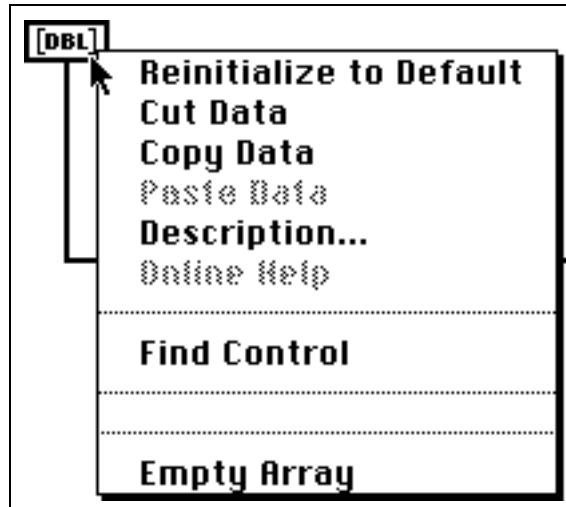 [DBL]
Reinitialize to Default
Cut Data
Copy Data
Paste Data
Description...
Online Help
Find Control
Empty Array